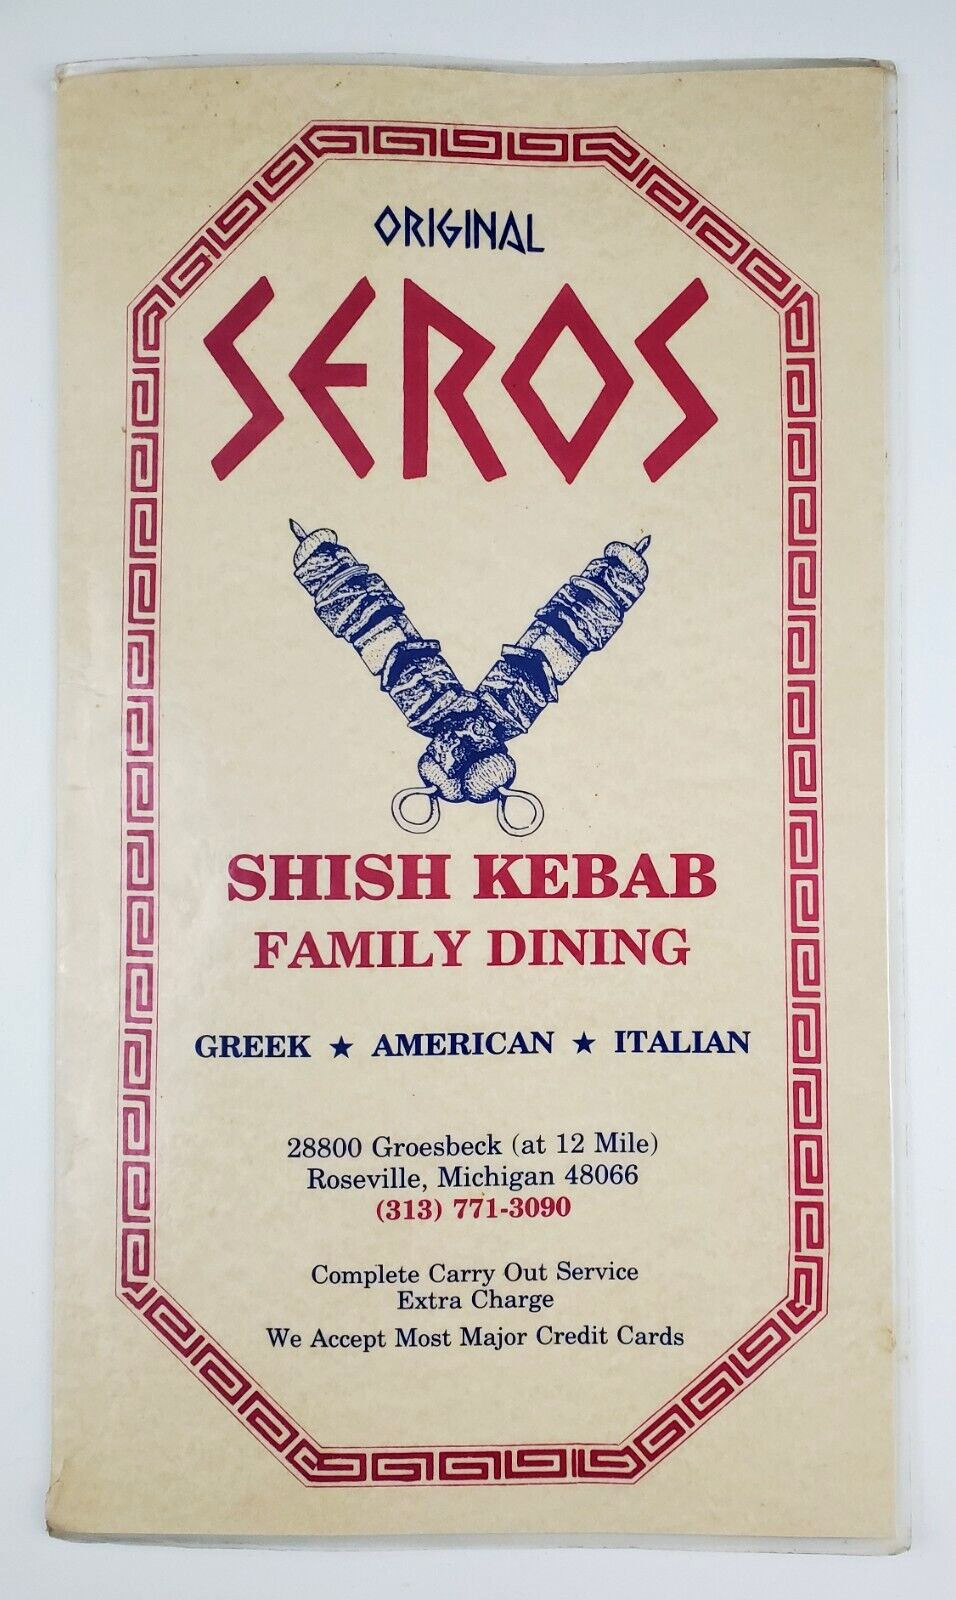 ORIGINAL
SEROS
SHISH KEBAB
FAMILY DINING
GREEK ★ AMERICAN ★ ITALIAN
28800 Groesbeck (at 12 Mile)
Roseville, Michigan 48066
(313) 771-3090
Complete Carry Out Service
Extra Charge
We Accept Most Major Credit Cards